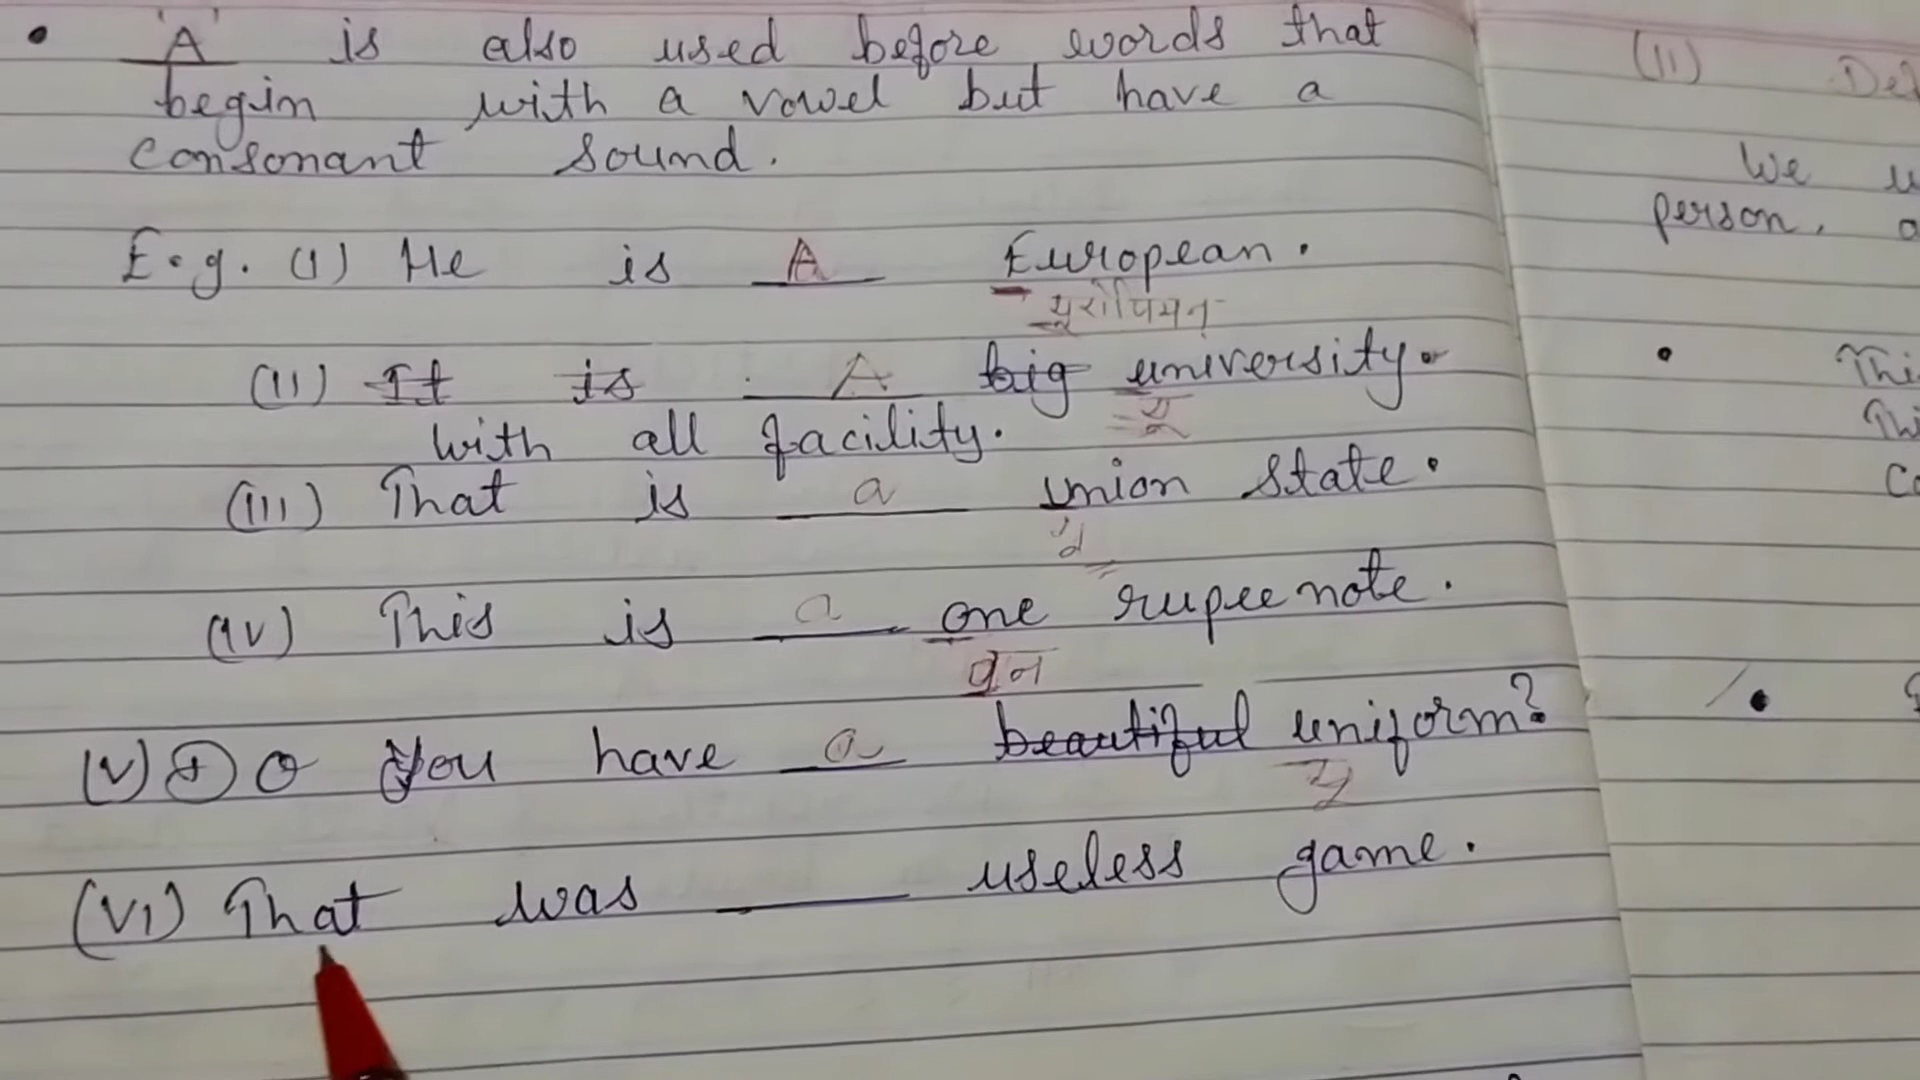 'A' is also used before words that
begin with a vowel but have a
consonant sound.
E.g. (I) He is A European.
यूरोपियन
(II) It is A big university.
यू
with all facility.
(III) That is a union state.
(IV) This is a one rupee note.
वन
(V) Do you have a beautiful uniform?
यू
(VI) That was ____ useless game.
(II)
We
person,